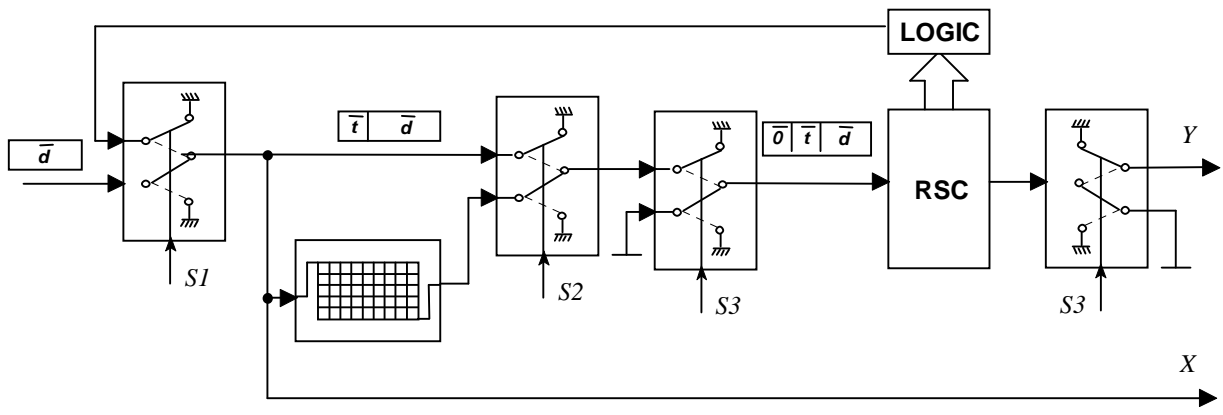 LOGIC
d̅
t̅ d̅
0̅ t̅ d̅
Y
RSC
S1
S2
S3
S3
X